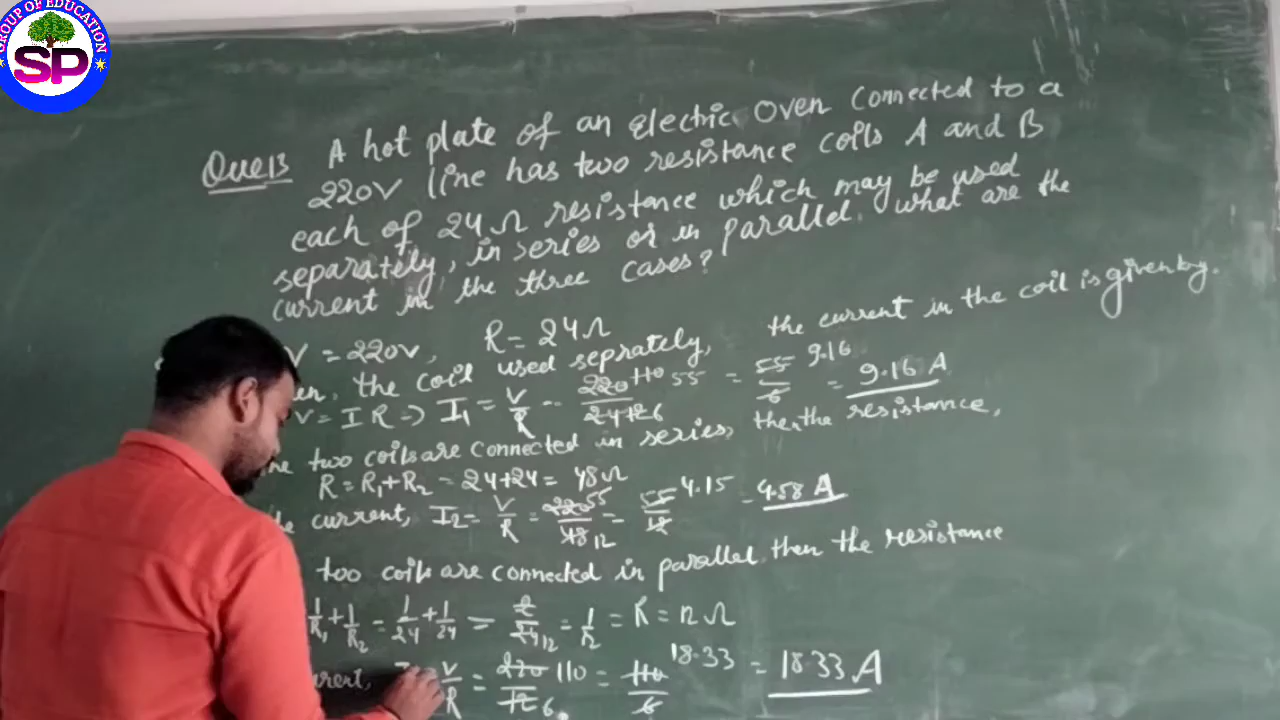 GROUP OF EDUCATION
SP
Que13 A hot plate of an electric oven connected to a
220V line has two resistance coils A and B
each of 24Ω resistance which may be used
separately, in series or in parallel. what are the
current in the three cases?
V = 220V, R = 24Ω
the coil used seprately, the current in the coil is given by.
V = IR => I₁ = V/R = 220/24 110 55 12 6 = 55/6 9.16 = 9.16 A
two coils are connected in series, then the resistance,
R = R₁+R₂ = 24+24 = 48Ω
current, I₂ = V/R = 220/48 55 12 = 55/12 4.15 = 4.58 A
too coils are connected in parallel then the resistance
1/R₁ + 1/R₂ = 1/24 + 1/24 = 2/24 12 = 1/12 = R = 12Ω
V/R = 220/12 110 6 = 110/6 18.33 = 18.33 A